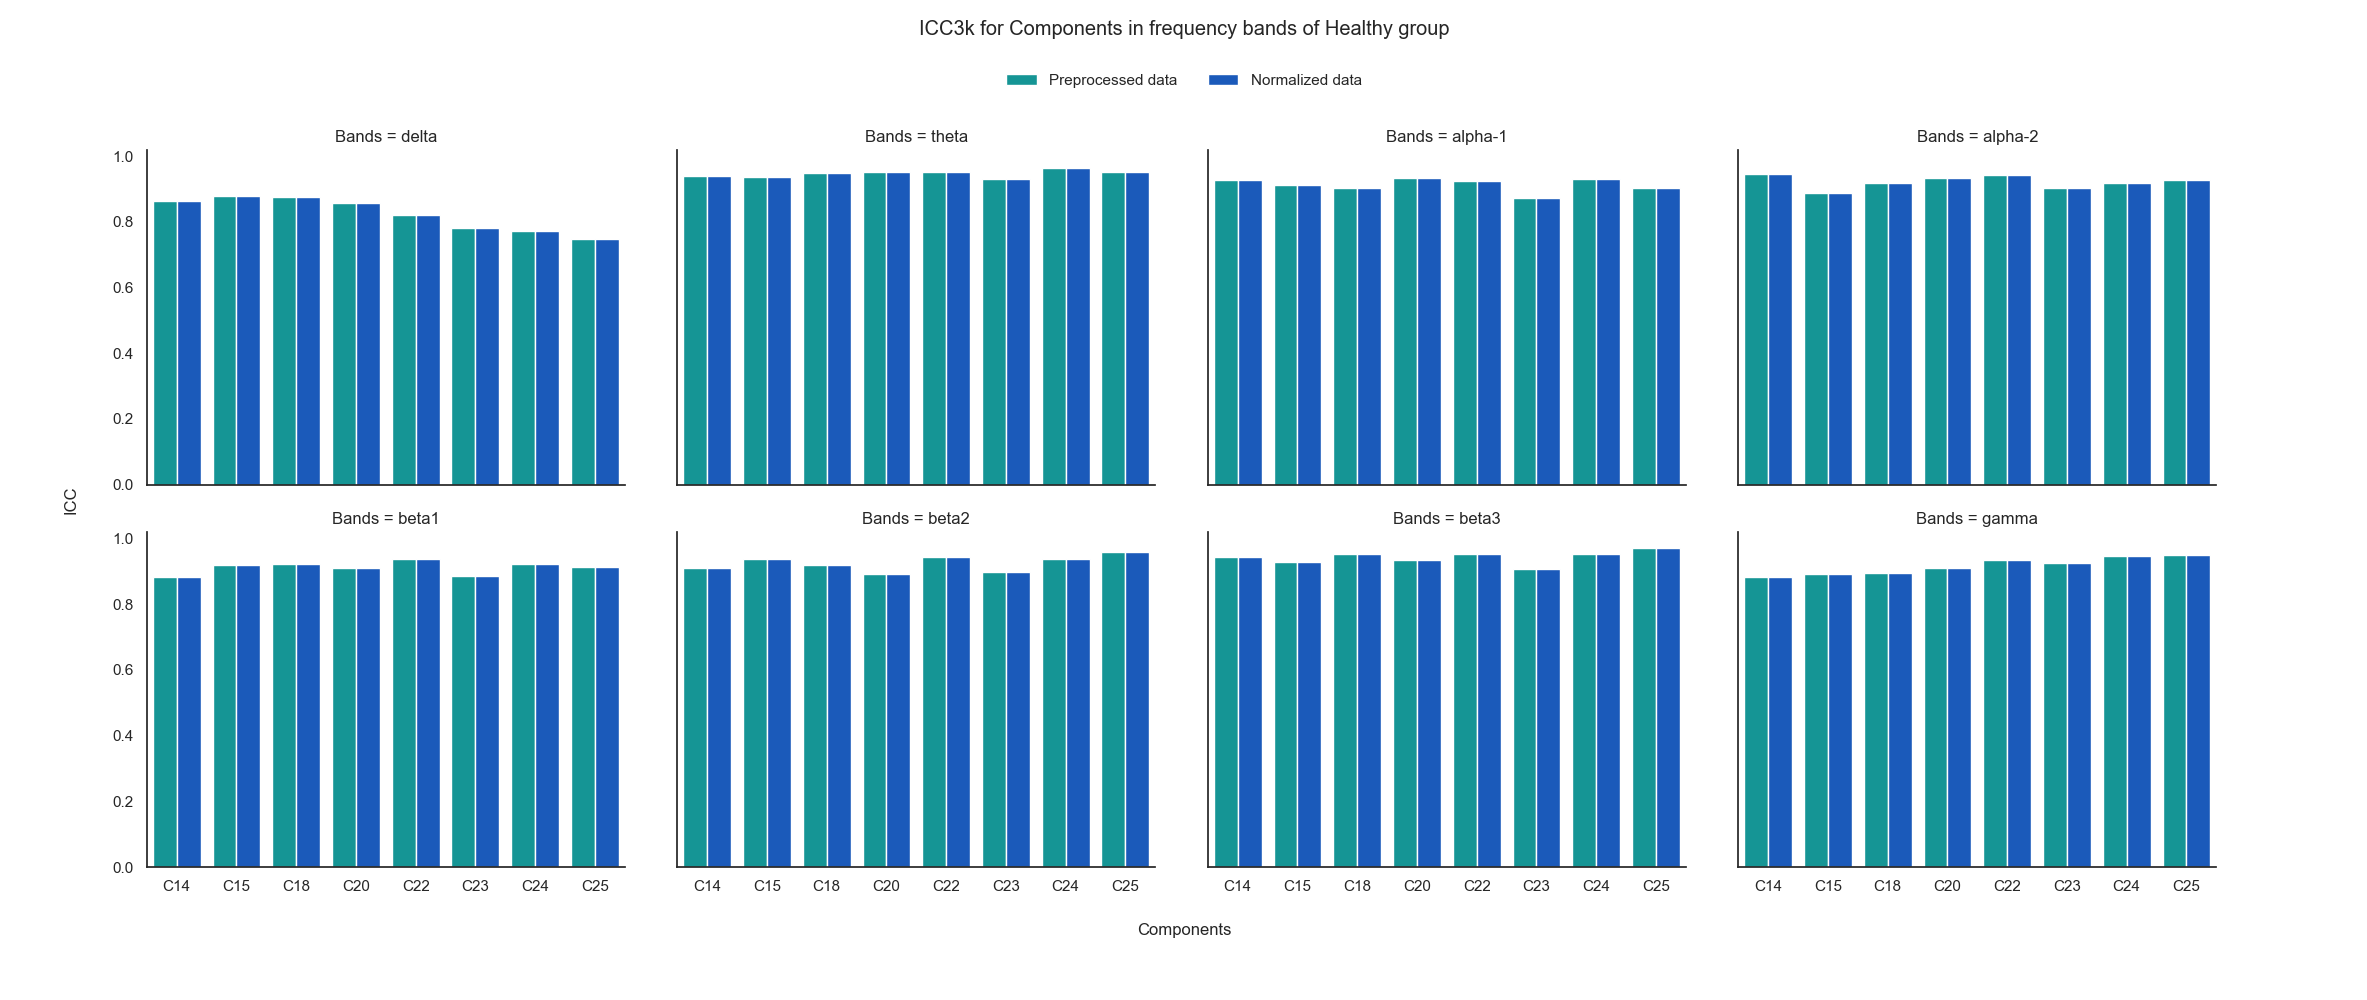 ICC3k for Components in frequency bands of Healthy group
Preprocessed data Normalized data
Bands = delta Bands = theta Bands = alpha-1 Bands = alpha-2
1.0
0.8
0.6
0.4
0.2
0.0
ICC
Bands = beta1 Bands = beta2 Bands = beta3 Bands = gamma
1.0
0.8
0.6
0.4
0.2
0.0
C14 C15 C18 C20 C22 C23 C24 C25 C14 C15 C18 C20 C22 C23 C24 C25 C14 C15 C18 C20 C22 C23 C24 C25 C14 C15 C18 C20 C22 C23 C24 C25
Components